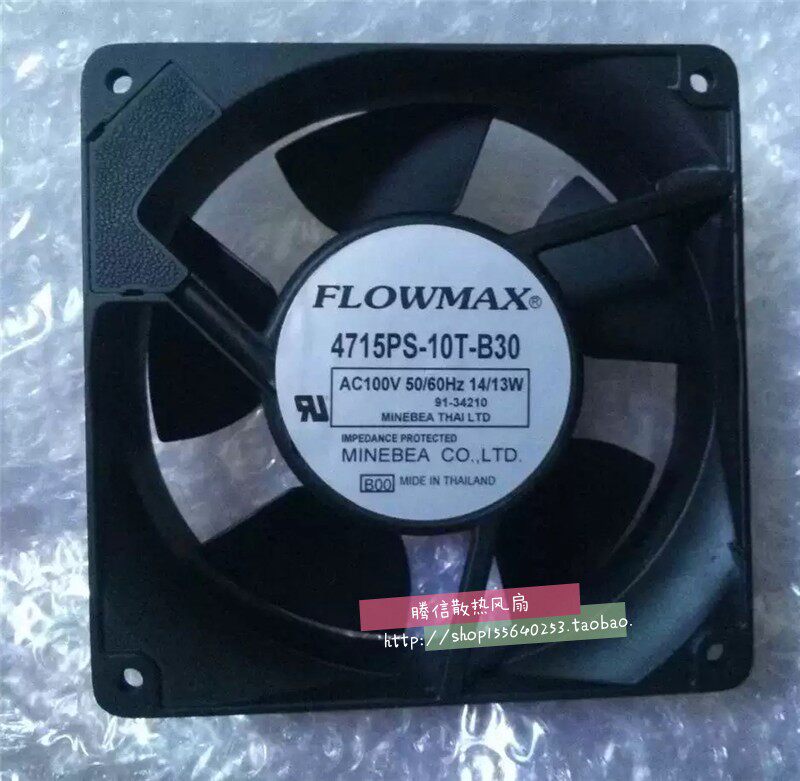 FLOWMAX®
4715PS-10T-B30
AC100V 50/60Hz 14/13W
91-34210
MINEBEA THAI LTD
IMPEDANCE PROTECTED
MINEBEA CO.,LTD.
B00 MADE IN THAILAND
腾信散热风扇
http://shop155640253.taobao.